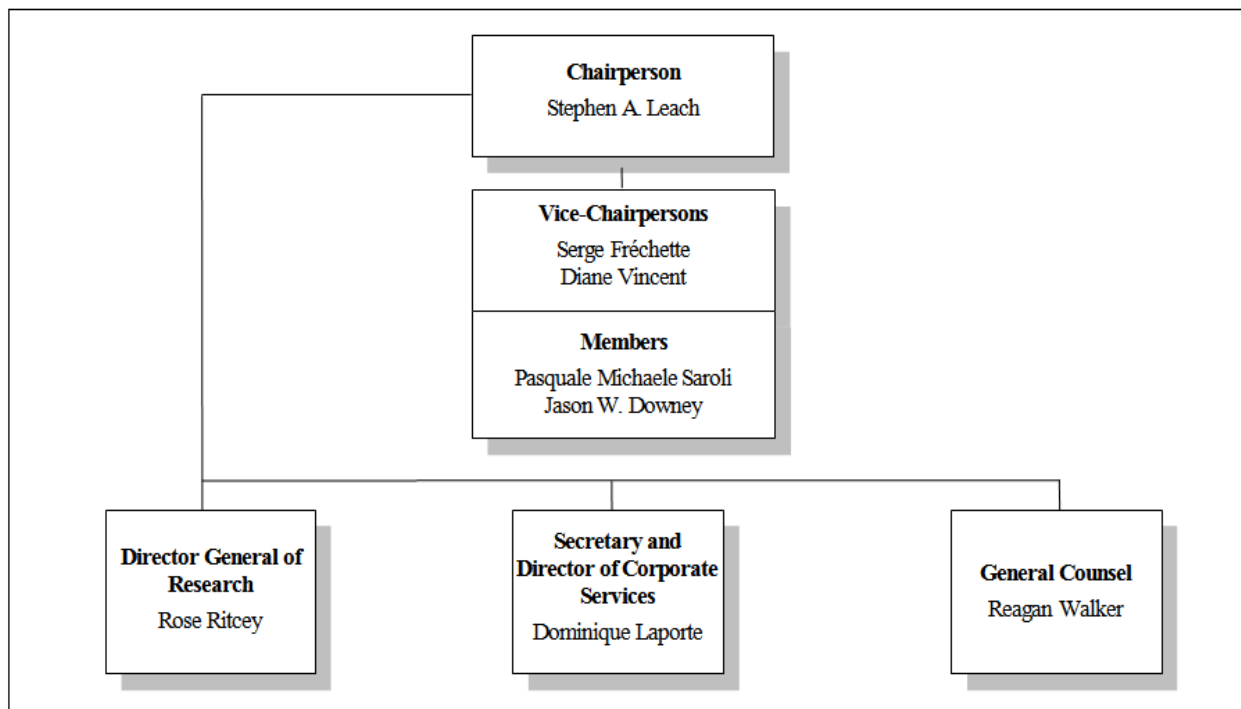 Chairperson
Stephen A. Leach
Vice-Chairpersons
Serge Fréchette
Diane Vincent
Members
Pasquale Michaele Saroli
Jason W. Downey
Director General of
Research
Rose Ritcey
Secretary and
Director of Corporate
Services
Dominique Laporte
General Counsel
Reagan Walker